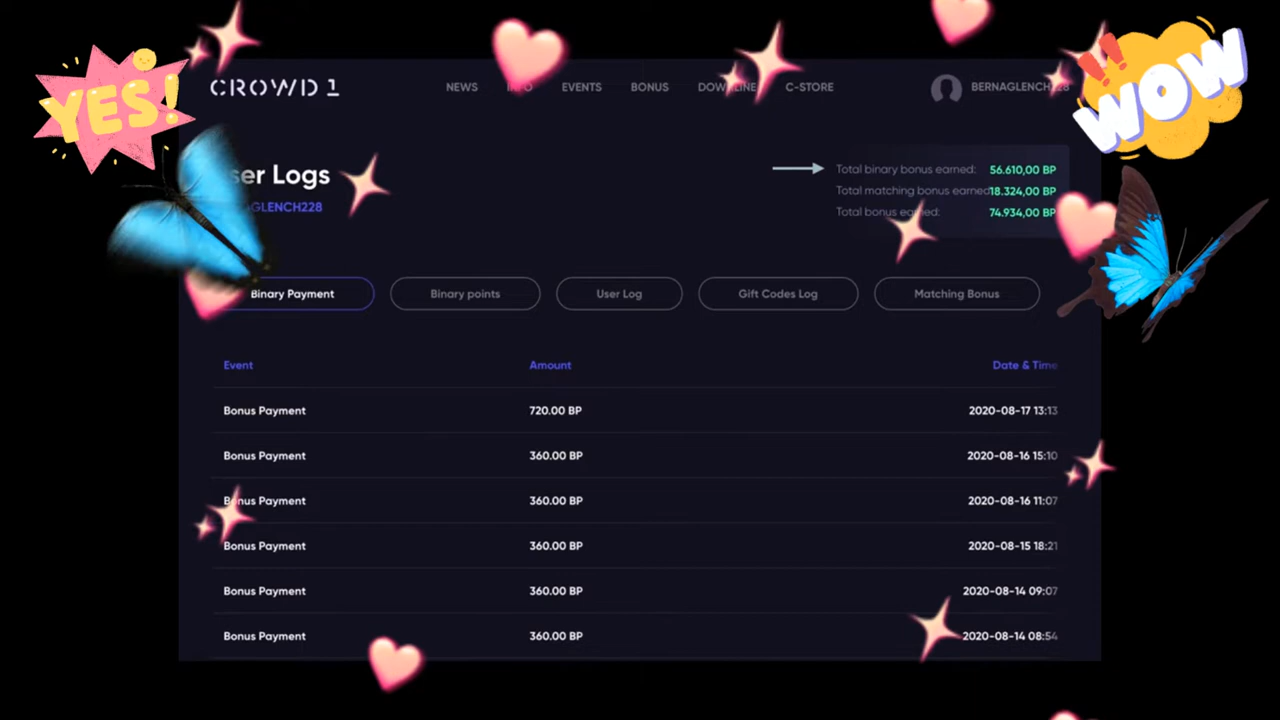 YES!
WOW
CROWD 1
NEWS
EVENTS
BONUS
C-STORE
User Logs
Total binary bonus earned: 56.610,00 BP
Total matching bonus earned 18.324,00 BP
Total bonus earned: 74.934,00 BP
Binary Payment
Binary points
User Log
Gift Codes Log
Matching Bonus
Event Amount Date & Time
Bonus Payment 720.00 BP 2020-08-17 13:13
Bonus Payment 360.00 BP 2020-08-16 15:10
Bonus Payment 360.00 BP 2020-08-16 11:07
Bonus Payment 360.00 BP 2020-08-15 18:21
Bonus Payment 360.00 BP 2020-08-14 09:07
Bonus Payment 360.00 BP 2020-08-14 08:54